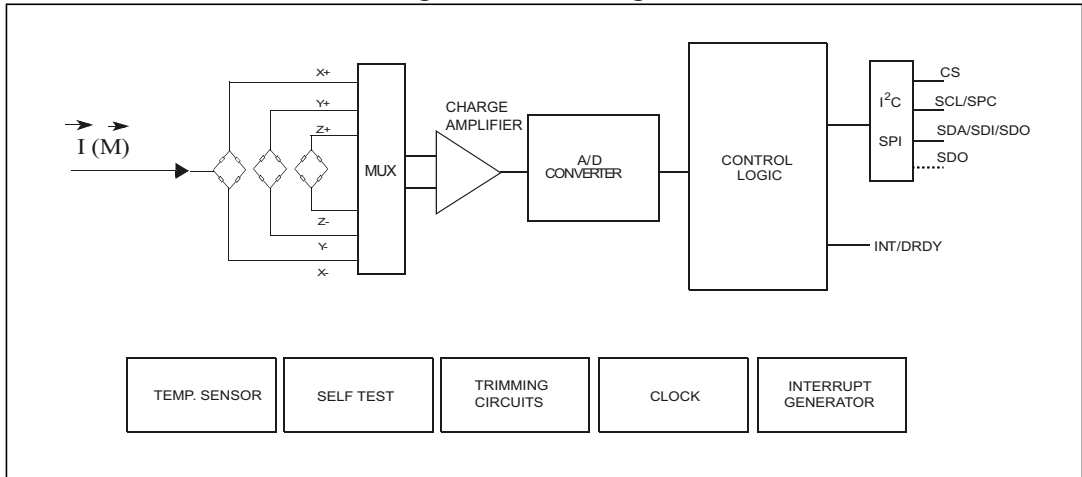 X+
Y+
Z+
I (M)
MUX
Z-
Y-
X-
CHARGE
AMPLIFIER
A/D
CONVERTER
CONTROL
LOGIC
I²C
SPI
CS
SCL/SPC
SDA/SDI/SDO
SDO
INT/DRDY
TEMP. SENSOR
SELF TEST
TRIMMING
CIRCUITS
CLOCK
INTERRUPT
GENERATOR